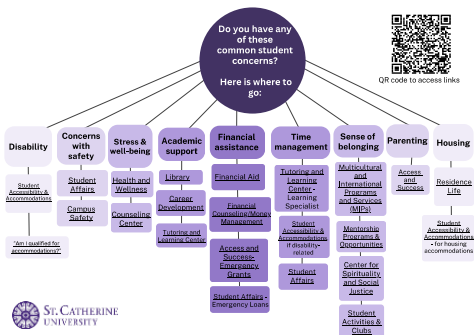 Do you have any
of these
common student
concerns?
Here is where to
go:
QR code to access links
Disability
Student
Accessibility &
Accommodations
"Am I qualified for
accommodations?"
Concerns
with
safety
Student
Affairs
Campus
Safety
Stress &
well-being
Health and
Wellness
Counseling
Center
Academic
support
Library
Career
Development
Tutoring and
Learning Center
Financial
assistance
Financial Aid
Financial
Counseling/Money
Management
Access and
Success-
Emergency
Grants
Student Affairs -
Emergency Loans
Time
management
Tutoring and
Learning
Center -
Learning
Specialist
Student
Accessibility &
Accommodations
if disability-
related
Student
Affairs
Sense of
belonging
Multicultural
and
International
Programs
and Services
(MIPs)
Mentorship
Programs &
Opportunities
Center for
Spirituality
and Social
Justice
Student
Activities &
Clubs
Parenting
Access
and
Success
Housing
Residence
Life
Student
Accessibility &
Accommodations
- for housing
accommodations
ST. CATHERINE
UNIVERSITY